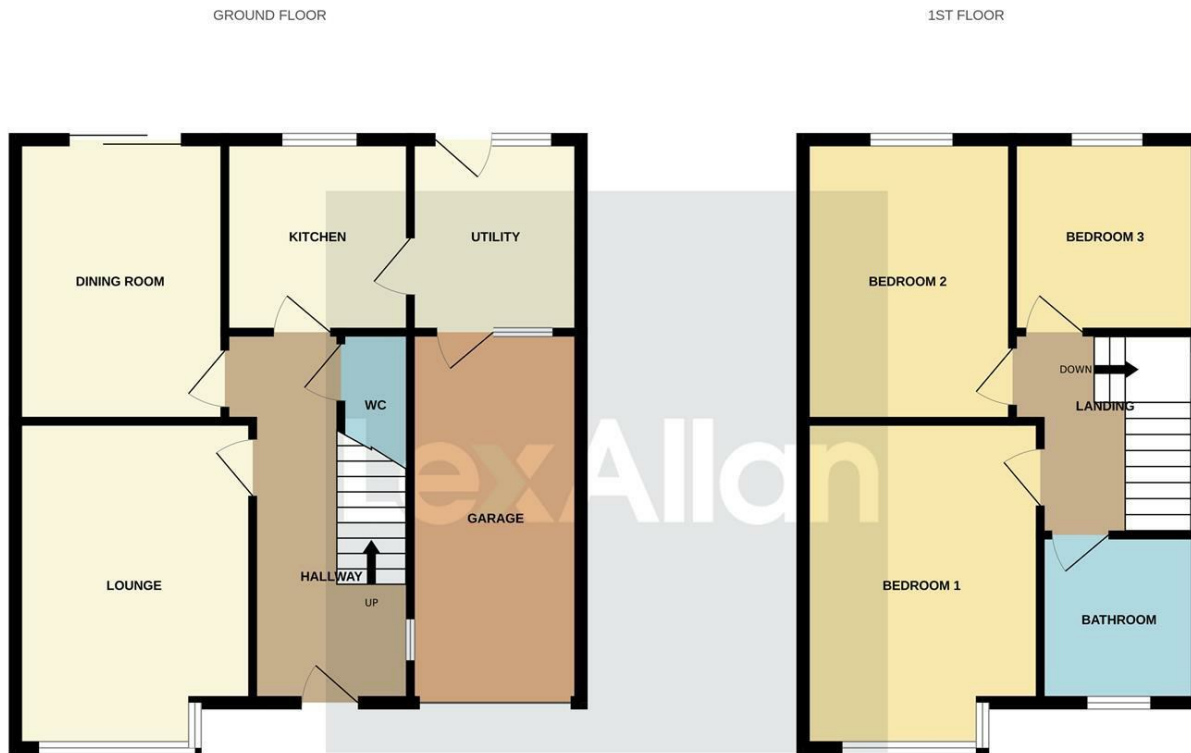 GROUND FLOOR
1ST FLOOR
KITCHEN
UTILITY
DINING ROOM
WC
GARAGE
LOUNGE
HALLWAY
UP
BEDROOM 3
BEDROOM 2
DOWN
LANDING
BEDROOM 1
BATHROOM
LexAllan